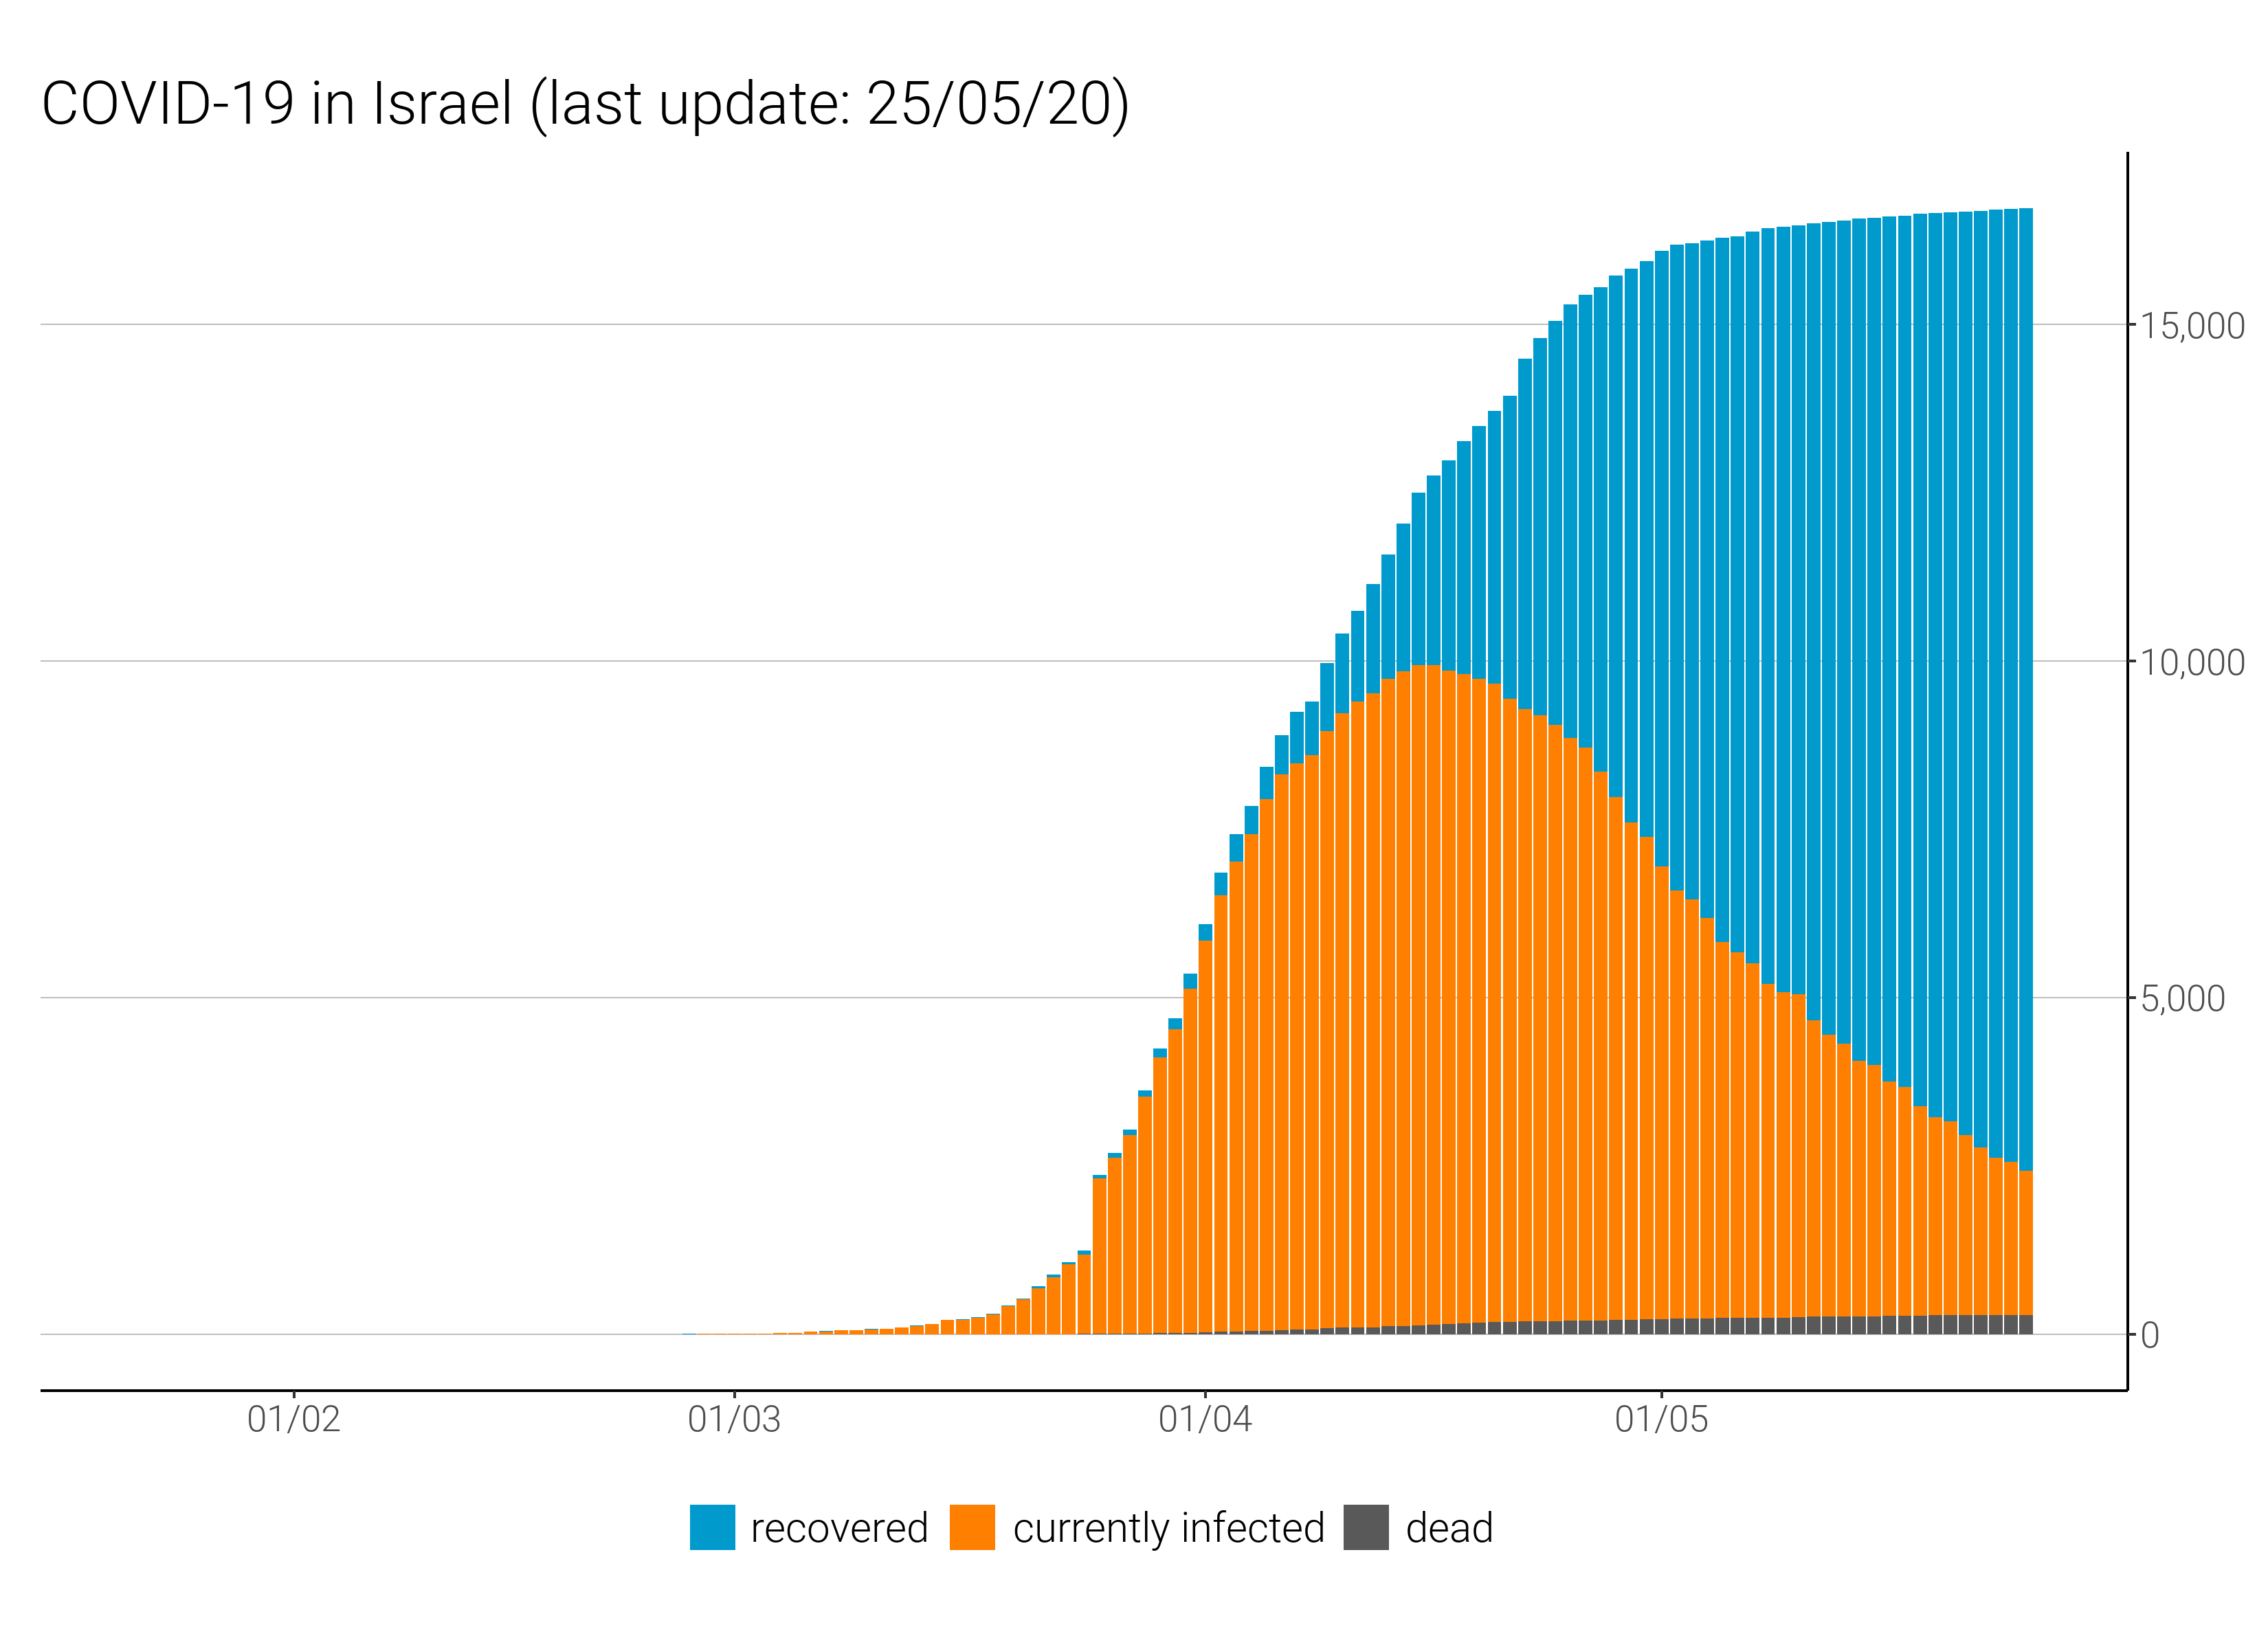 COVID-19 in Israel (last update: 25/05/20)
15,000
10,000
5,000
0
01/02 01/03 01/04 01/05
recovered currently infected dead